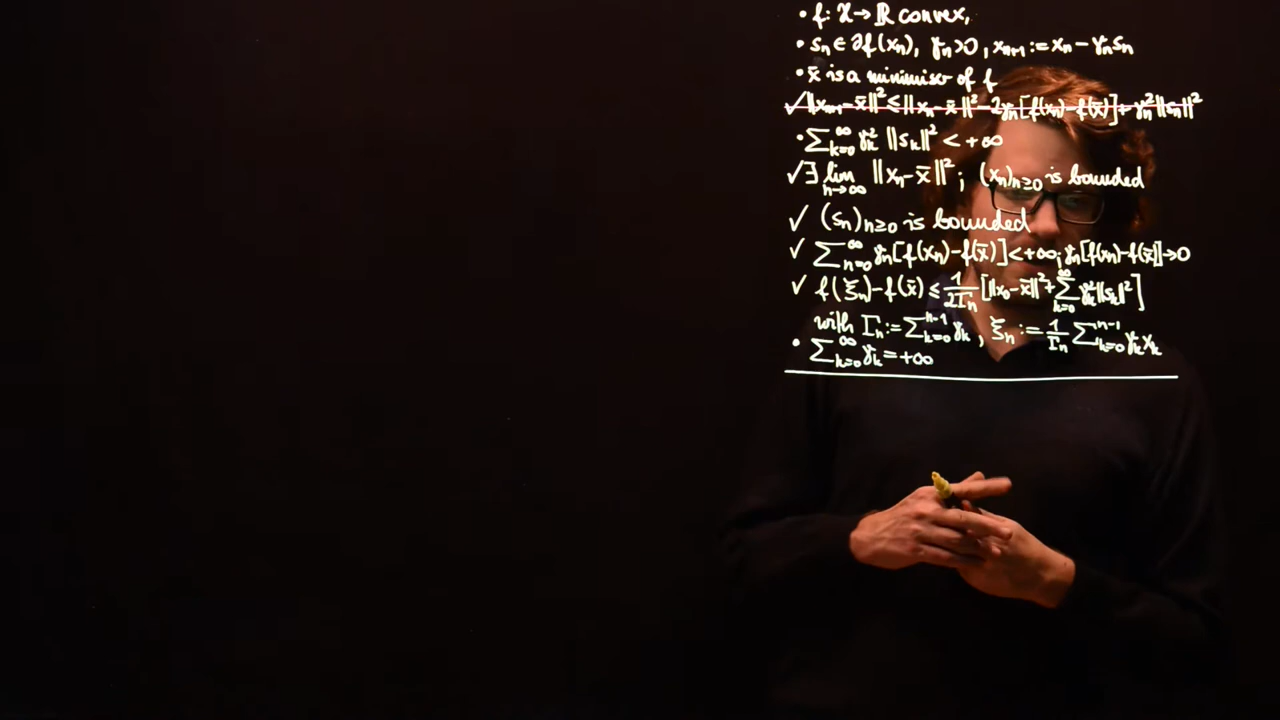 • f: X → ℝ convex,
• sₙ ∈ ∂f(xₙ), γₙ > 0, xₙ₊₁ := xₙ − γₙsₙ
• x̄ is a minimiser of f
✓ ‖xₙ₊₁ − x̄‖² ≤ ‖xₙ − x̄‖² − 2γₙ[f(xₙ) − f(x̄)] + γₙ²‖sₙ‖²
• ∑_{k=0}^∞ γₖ² ‖sₖ‖² < +∞
✓ ∃ lim_{n→∞} ‖xₙ − x̄‖²; (xₙ)_{n≥0} is bounded
✓ (sₙ)_{n≥0} is bounded
✓ ∑_{n=0}^∞ γₙ[f(xₙ) − f(x̄)] < +∞; γₙ[f(xₙ) − f(x̄)] → 0
✓ f(ξₙ) − f(x̄) ≤ 1/(2Γₙ) [‖x₀ − x̄‖² + ∑_{k=0}^∞ γₖ²‖sₖ‖²]
with Γₙ := ∑_{k=0}^{n−1} γₖ, ξₙ := 1/Γₙ ∑_{k=0}^{n−1} γₖxₖ
• ∑_{k=0}^∞ γₖ = +∞